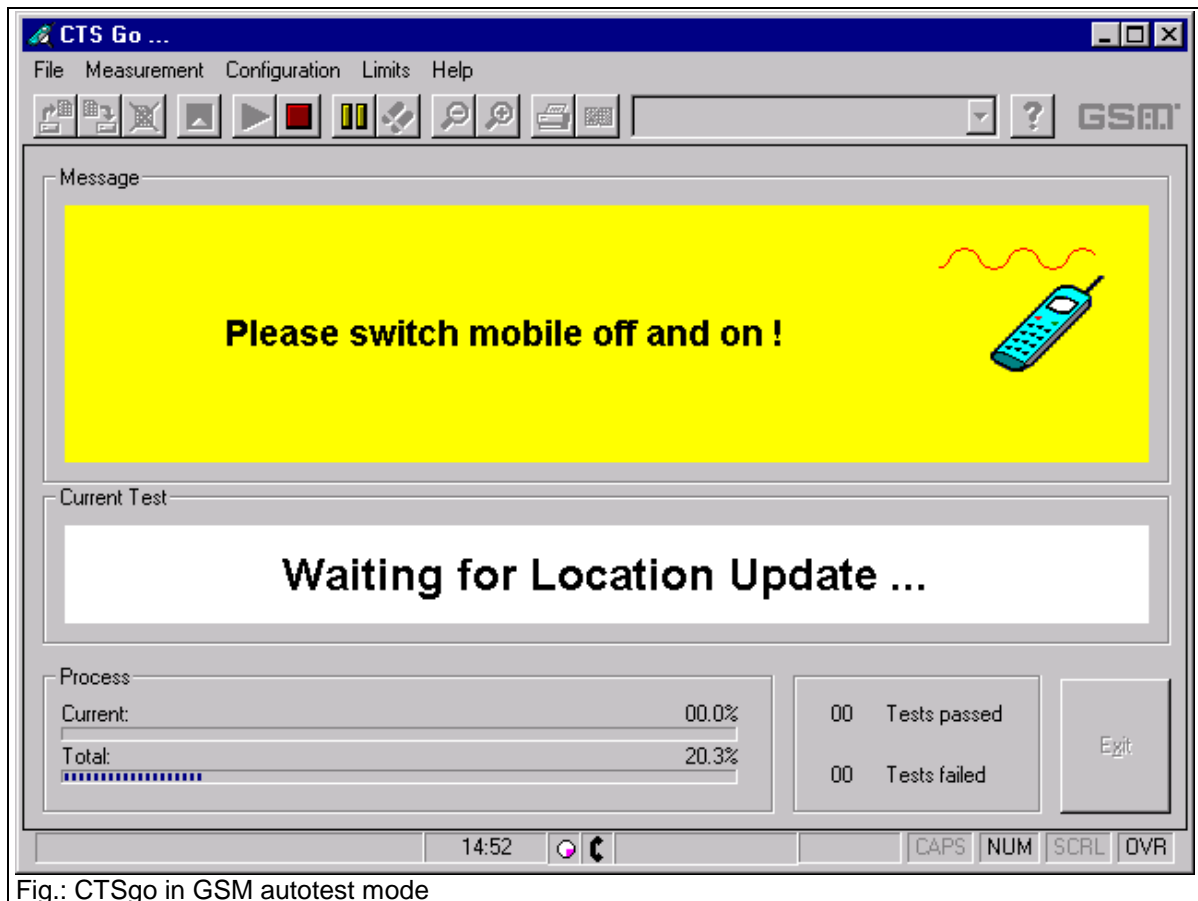 CTS Go ...
File Measurement Configuration Limits Help
? GSM
Message
Please switch mobile off and on !
Current Test
Waiting for Location Update ...
Process
Current: 00.0%
Total: 20.3%
00 Tests passed
00 Tests failed
Exit
14:52 CAPS NUM SCRL OVR
Fig.: CTSgo in GSM autotest mode